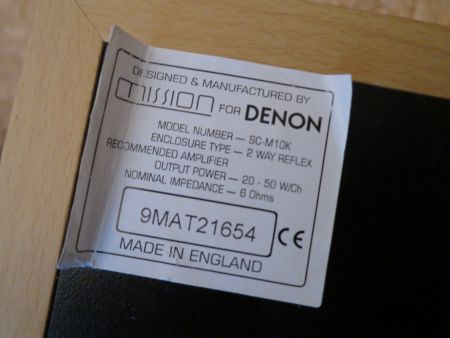 DESIGNED & MANUFACTURED BY
mission FOR DENON
MODEL NUMBER – SC-M10K
ENCLOSURE TYPE – 2 WAY REFLEX
RECOMMENDED AMPLIFIER
OUTPUT POWER – 20 - 50 W/Ch
NOMINAL IMPEDANCE – 6 Ohms
9MAT21654
CE
MADE IN ENGLAND